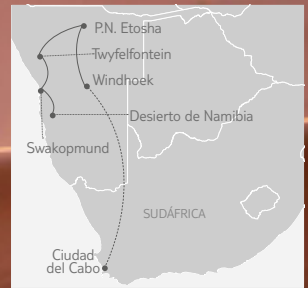 P.N. Etosha
Twyfelfontein
Windhoek
Desierto de Namibia
Swakopmund
SUDÁFRICA
Ciudad
del Cabo